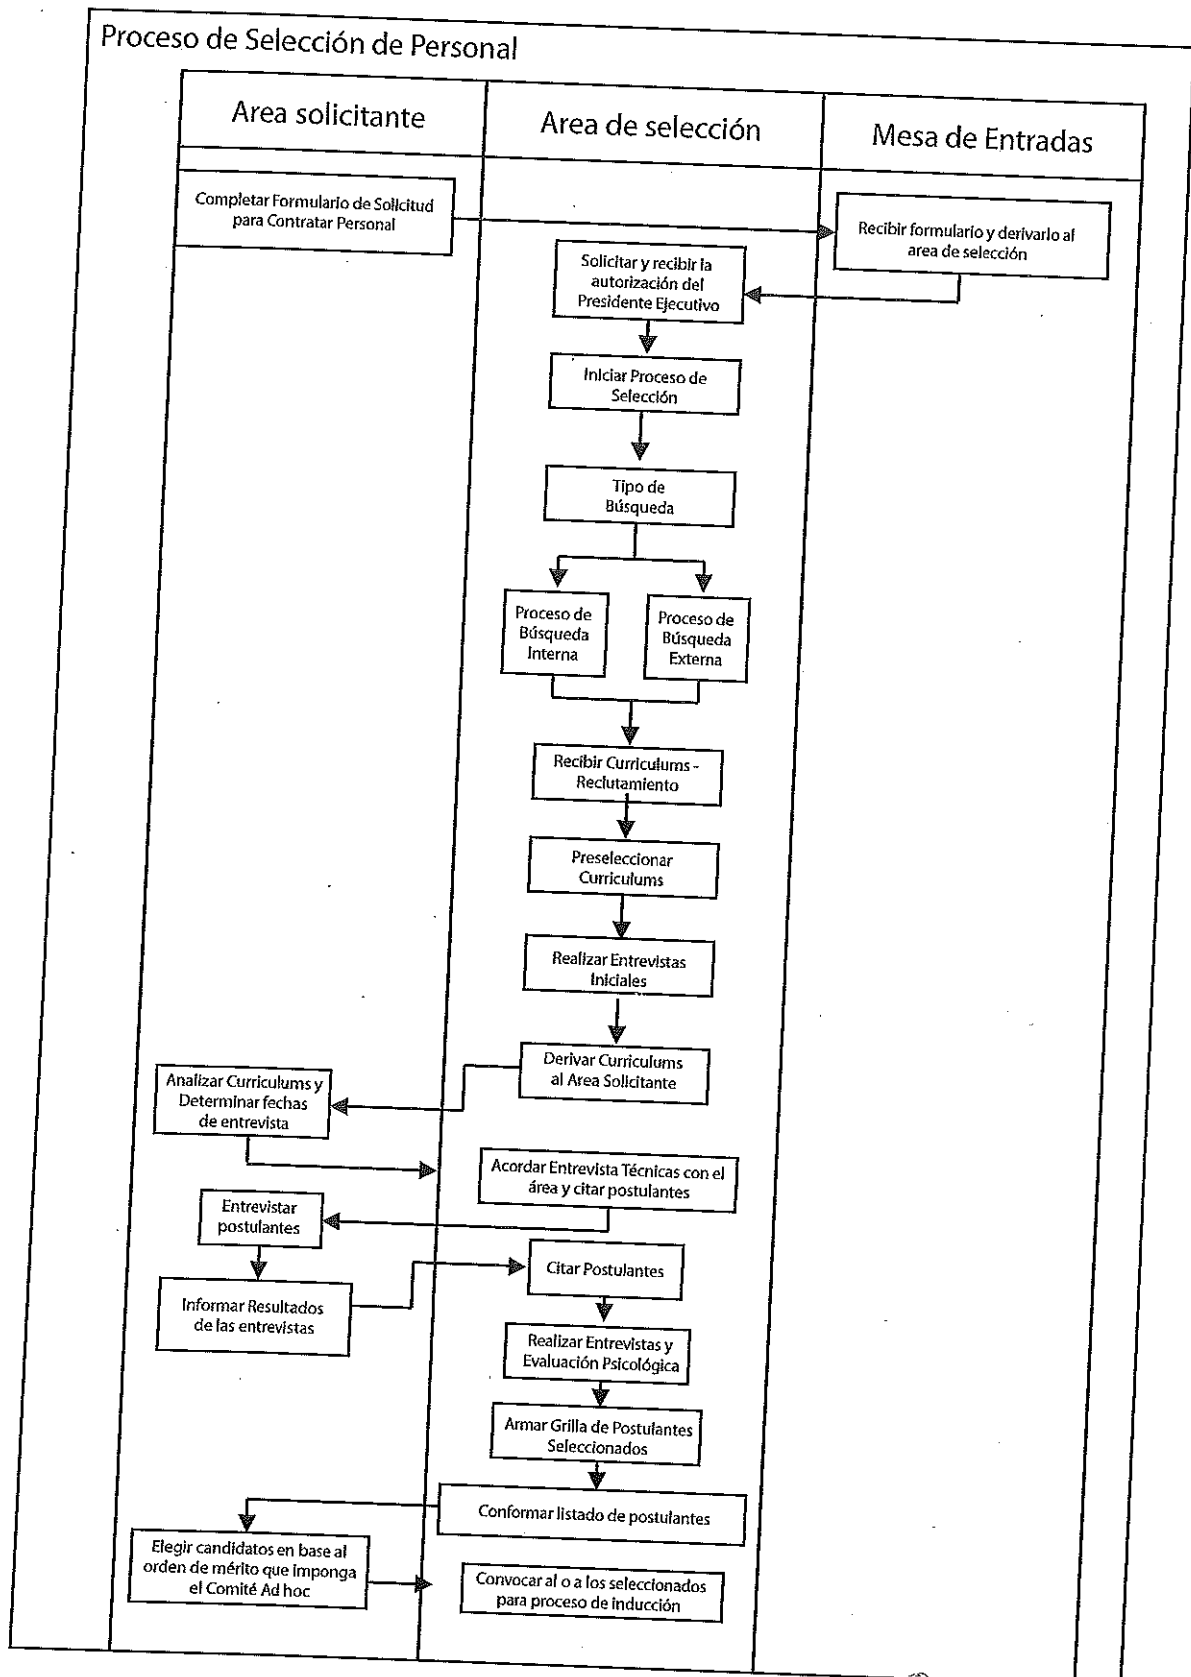 Proceso de Selección de Personal
Area solicitante
Area de selección
Mesa de Entradas
Completar Formulario de Solicitud
para Contratar Personal
Recibir formulario y derivarlo al
area de selección
Solicitar y recibir la
autorización del
Presidente Ejecutivo
Iniciar Proceso de
Selección
Tipo de
Búsqueda
Proceso de
Búsqueda
Interna
Proceso de
Búsqueda
Externa
Recibir Curriculums -
Reclutamiento
Preseleccionar
Curriculums
Realizar Entrevistas
Iniciales
Derivar Curriculums
al Area Solicitante
Analizar Curriculums y
Determinar fechas
de entrevista
Acordar Entrevista Técnicas con el
área y citar postulantes
Entrevistar
postulantes
Citar Postulantes
Informar Resultados
de las entrevistas
Realizar Entrevistas y
Evaluación Psicológica
Armar Grilla de Postulantes
Seleccionados
Conformar listado de postulantes
Elegir candidatos en base al
orden de mérito que imponga
el Comité Ad hoc
Convocar al o a los seleccionados
para proceso de inducción